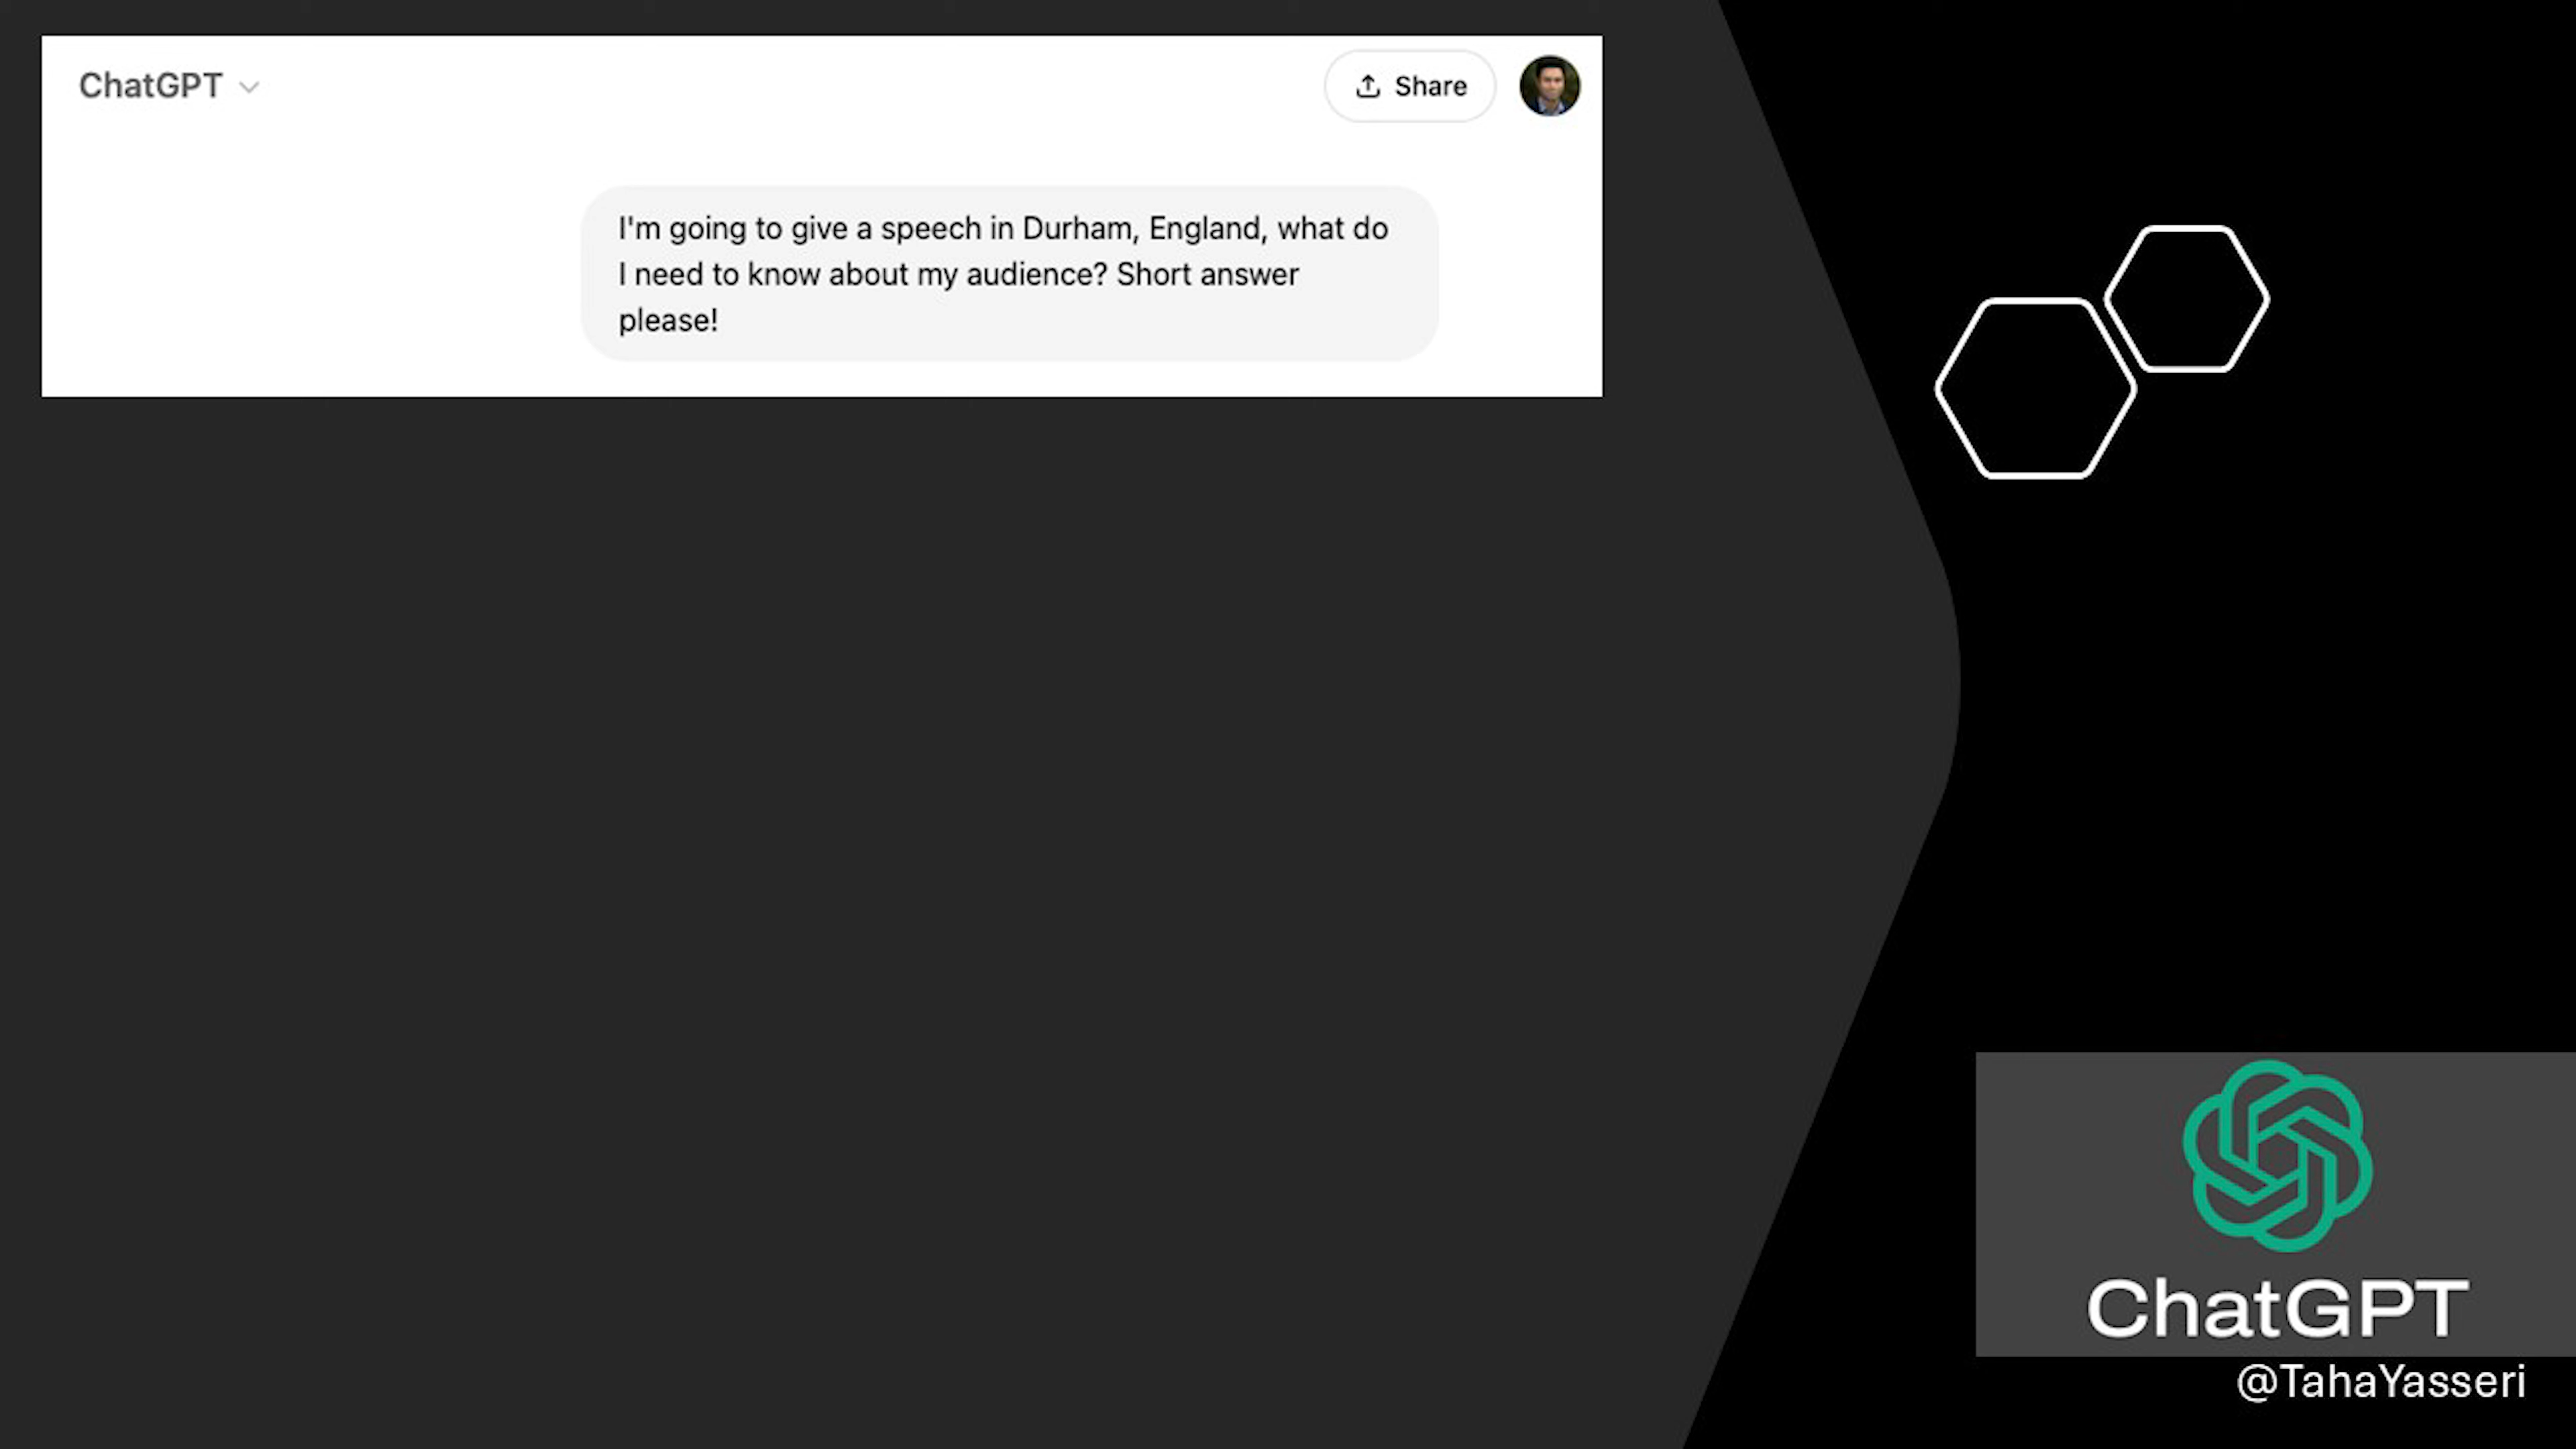 ChatGPT
Share
I'm going to give a speech in Durham, England, what do
I need to know about my audience? Short answer
please!
ChatGPT
@TahaYasseri